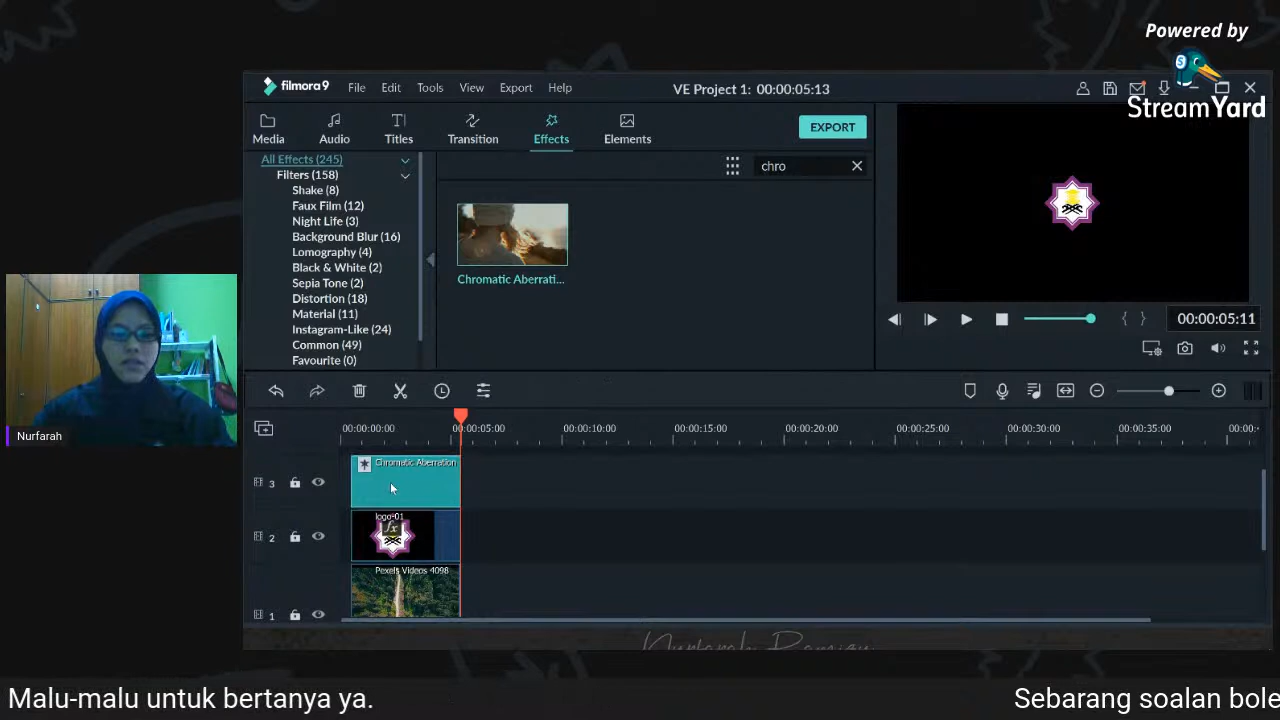 Powered by
StreamYard
filmora9 File Edit Tools View Export Help VE Project 1: 00:00:05:13
Media Audio Titles Transition Effects Elements EXPORT
All Effects (245)
chro
Filters (158)
Shake (8)
Faux Film (12)
Night Life (3)
Background Blur (16)
Lomography (4)
Black & White (2)
Sepia Tone (2)
Distortion (18)
Material (11)
Instagram-Like (24)
Common (49)
Favourite (0)
Chromatic Aberrati...
00:00:05:11
00:00:00:00 00:00:05:00 00:00:10:00 00:00:15:00 00:00:20:00 00:00:25:00 00:00:30:00 00:00:35:00 00:00:
Chromatic Aberration
3
logo-01
fx
2
Pexels Videos 4098
1
Nurfarah
Malu-malu untuk bertanya ya. Sebarang soalan bole